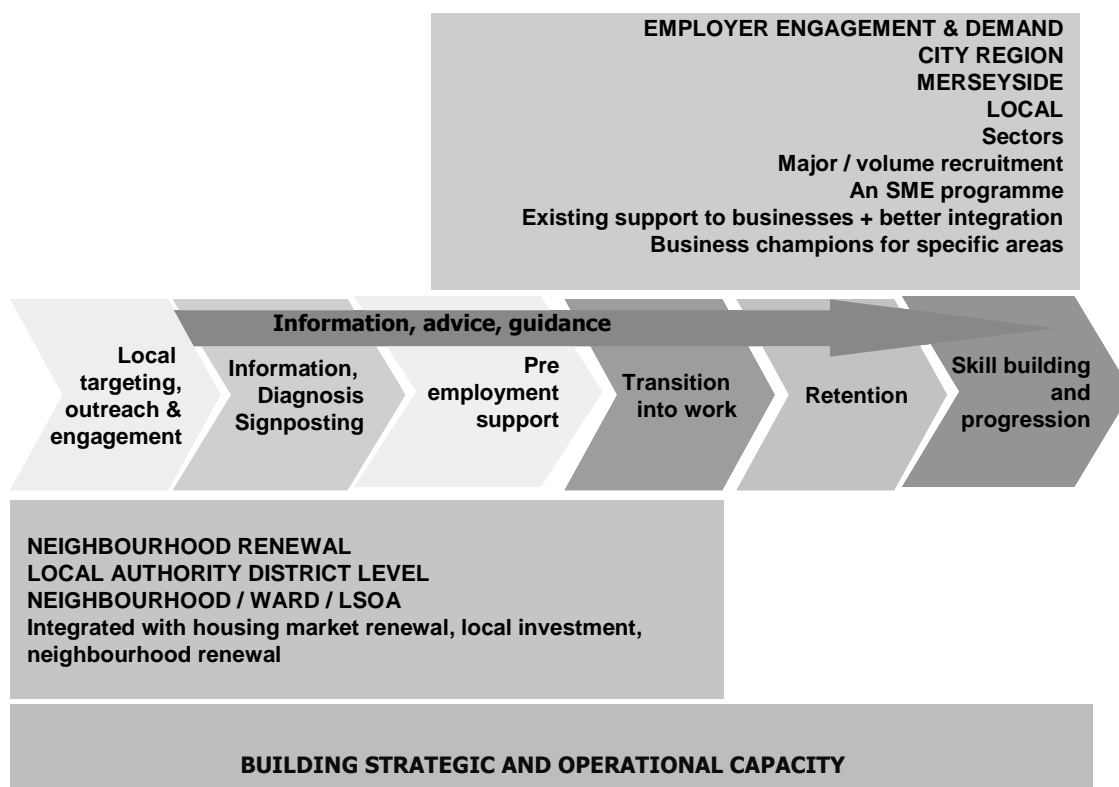 EMPLOYER ENGAGEMENT & DEMAND
CITY REGION
MERSEYSIDE
LOCAL
Sectors
Major / volume recruitment
An SME programme
Existing support to businesses + better integration
Business champions for specific areas
Information, advice, guidance
Local
targeting,
outreach &
engagement
Information,
Diagnosis
Signposting
Pre
employment
support
Transition
into work
Retention
Skill building
and
progression
NEIGHBOURHOOD RENEWAL
LOCAL AUTHORITY DISTRICT LEVEL
NEIGHBOURHOOD / WARD / LSOA
Integrated with housing market renewal, local investment,
neighbourhood renewal
BUILDING STRATEGIC AND OPERATIONAL CAPACITY